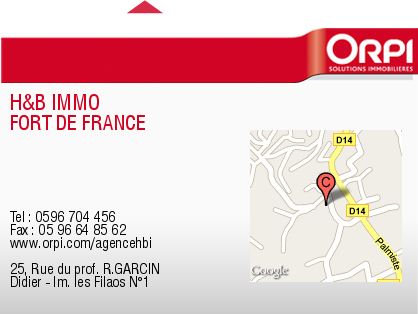 ORPI
SOLUTIONS IMMOBILIÈRES
H&B IMMO
FORT DE FRANCE
D14
C
D14
Palmiste
Google
Tel : 0596 704 456
Fax : 05 96 64 85 62
www.orpi.com/agencehbi
25, Rue du prof. R.GARCIN
Didier - Im. les Filaos N°1